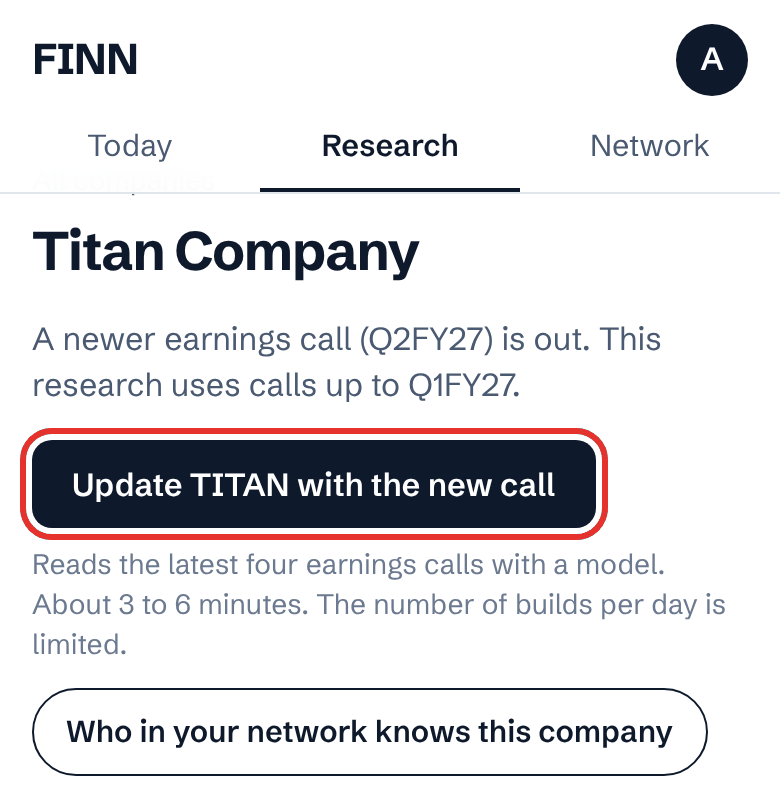 FINN
A
Today
Research
Network
Titan Company
A newer earnings call (Q2FY27) is out. This
research uses calls up to Q1FY27.
Update TITAN with the new call
Reads the latest four earnings calls with a model.
About 3 to 6 minutes. The number of builds per day is
limited.
Who in your network knows this company